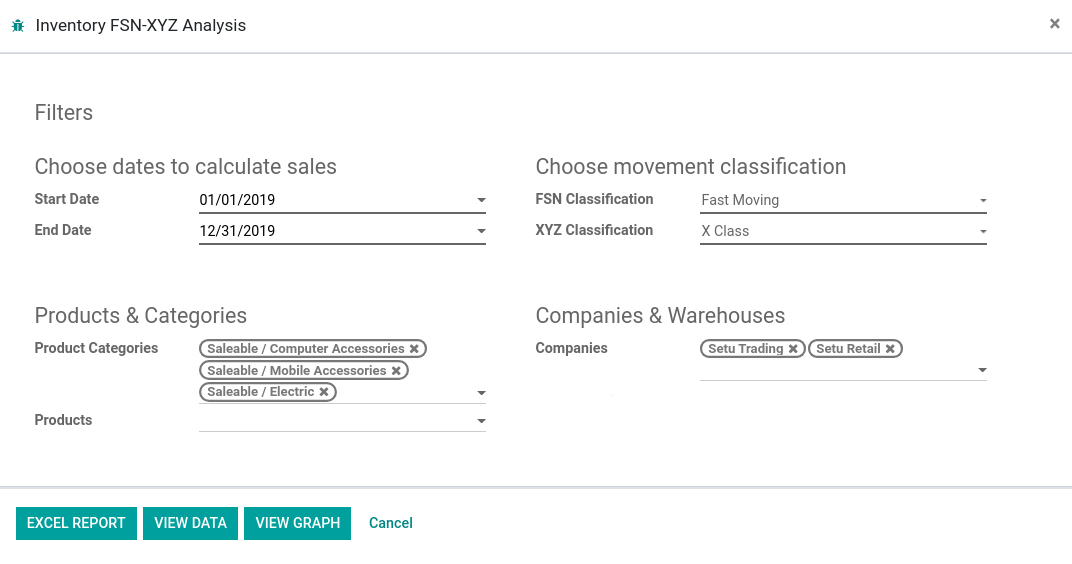 Inventory FSN-XYZ Analysis
×
Filters
Choose dates to calculate sales
Start Date 01/01/2019
End Date 12/31/2019
Choose movement classification
FSN Classification Fast Moving
XYZ Classification X Class
Products & Categories
Product Categories Saleable / Computer Accessories ×
Saleable / Mobile Accessories ×
Saleable / Electric ×
Products
Companies & Warehouses
Companies Setu Trading × Setu Retail ×
EXCEL REPORT VIEW DATA VIEW GRAPH Cancel